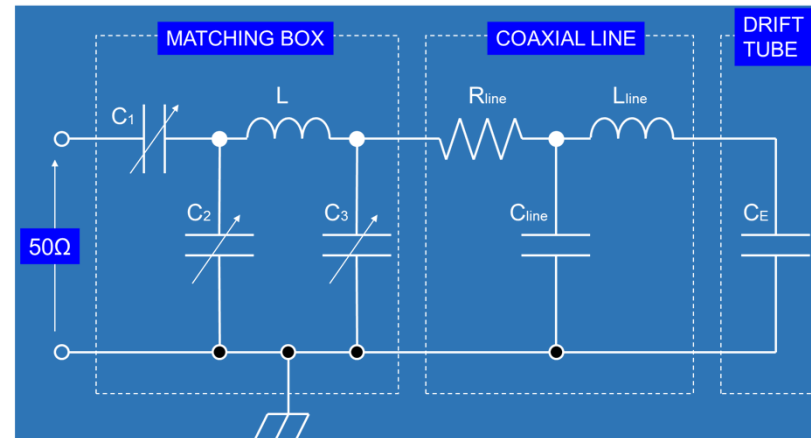 MATCHING BOX
COAXIAL LINE
DRIFT
TUBE
C1
L
Rline
Lline
C2
C3
Cline
CE
50Ω